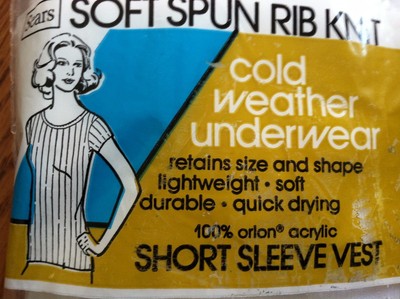 Sears SOFT SPUN RIB KNIT
cold
weather
underwear
retains size and shape
lightweight • soft
durable • quick drying
100% orlon® acrylic
SHORT SLEEVE VEST